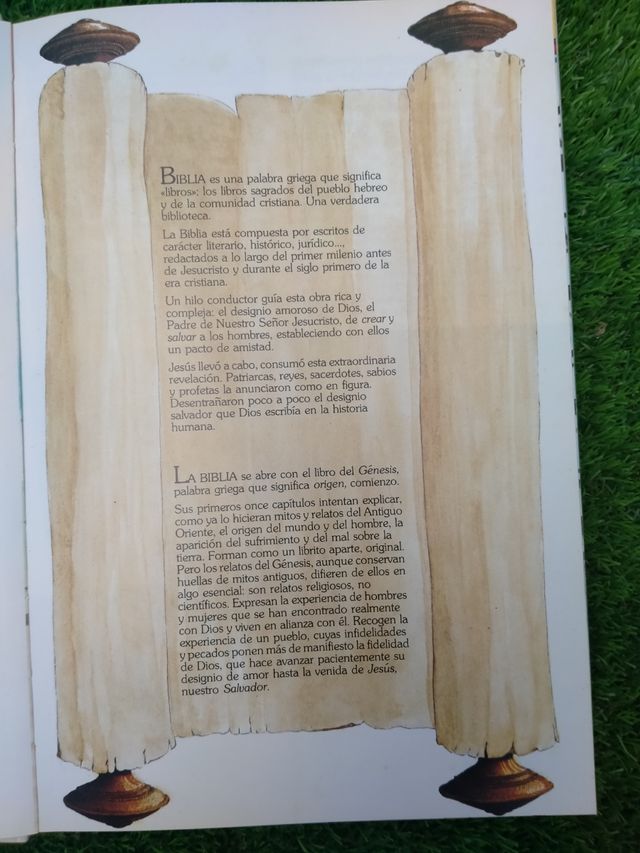 BIBLIA es una palabra griega que significa
«libros»: los libros sagrados del pueblo hebreo
y de la comunidad cristiana. Una verdadera
biblioteca.
La Biblia está compuesta por escritos de
carácter literario, histórico, jurídico...,
redactados a lo largo del primer milenio antes
de Jesucristo y durante el siglo primero de la
era cristiana.
Un hilo conductor guía esta obra rica y
compleja: el designio amoroso de Dios, el
Padre de Nuestro Señor Jesucristo, de crear y
salvar a los hombres, estableciendo con ellos
un pacto de amistad.
Jesús llevó a cabo, consumó esta extraordinaria
revelación. Patriarcas, reyes, sacerdotes, sabios
y profetas la anunciaron como en figura.
Desentrañaron poco a poco el designio
salvador que Dios escribía en la historia
humana.
LA BIBLIA se abre con el libro del Génesis,
palabra griega que significa origen, comienzo.
Sus primeros once capítulos intentan explicar,
como ya lo hicieran mitos y relatos del Antiguo
Oriente, el origen del mundo y del hombre, la
aparición del sufrimiento y del mal sobre la
tierra. Forman como un librito aparte, original.
Pero los relatos del Génesis, aunque conservan
huellas de mitos antiguos, difieren de ellos en
algo esencial: son relatos religiosos, no
científicos. Expresan la experiencia de hombres
y mujeres que se han encontrado realmente
con Dios y viven en alianza con él. Recogen la
experiencia de un pueblo, cuyas infidelidades
y pecados ponen más de manifiesto la fidelidad
de Dios, que hace avanzar pacientemente su
designio de amor hasta la venida de Jesús,
nuestro Salvador.